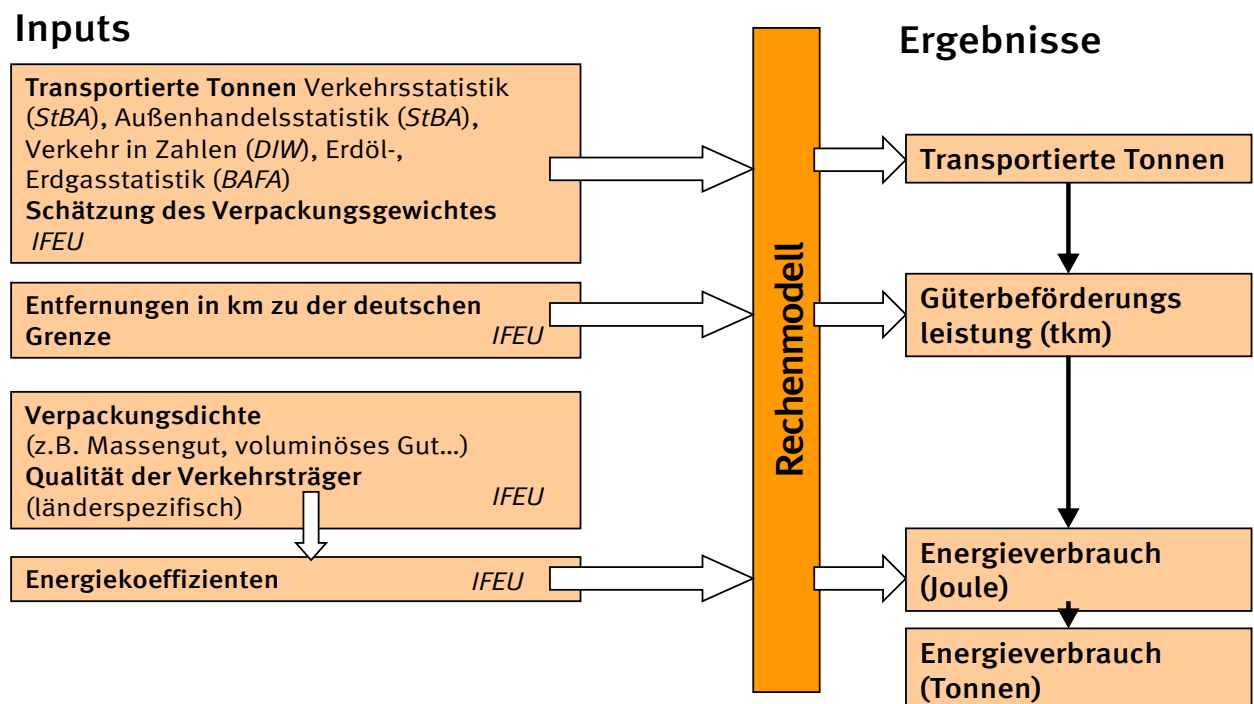 Inputs
Transportierte Tonnen Verkehrsstatistik
(StBA), Außenhandelsstatistik (StBA),
Verkehr in Zahlen (DIW), Erdöl-,
Erdgasstatistik (BAFA)
Schätzung des Verpackungsgewichtes
IFEU
Entfernungen in km zu der deutschen
Grenze IFEU
Verpackungsdichte
(z.B. Massengut, voluminöses Gut...)
Qualität der Verkehrsträger
(länderspezifisch) IFEU
Energiekoeffizienten IFEU
Rechenmodell
Ergebnisse
Transportierte Tonnen
Güterbeförderungs
leistung (tkm)
Energieverbrauch
(Joule)
Energieverbrauch
(Tonnen)